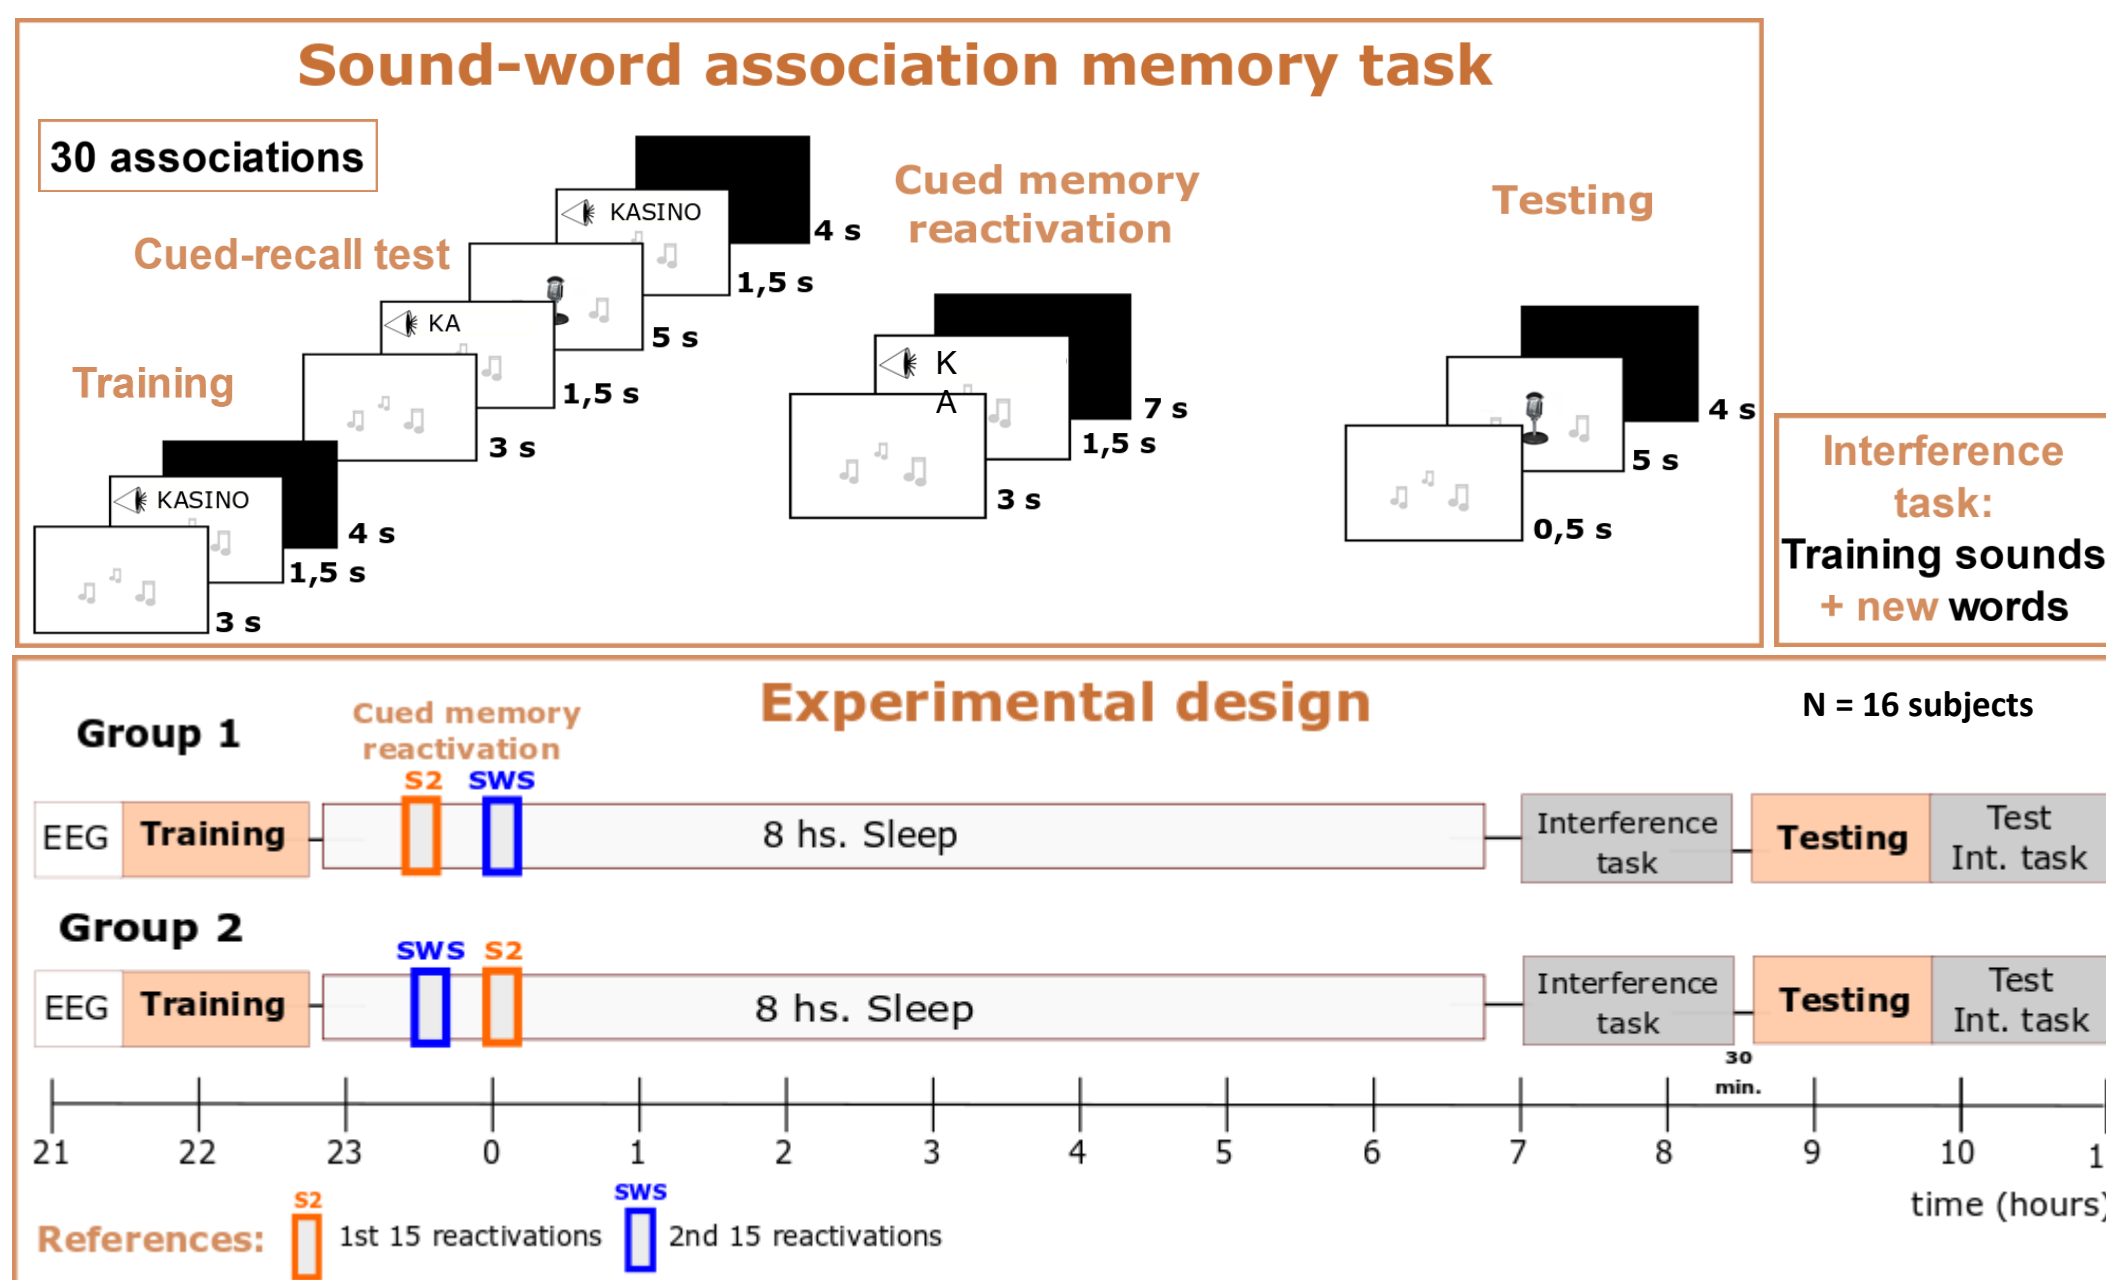 Sound-word association memory task
30 associations
Training
KASINO
3 s
1,5 s
4 s
Cued-recall test
KA
KASINO
3 s
1,5 s
5 s
1,5 s
4 s
Cued memory
reactivation
K
A
3 s
1,5 s
7 s
Testing
0,5 s
5 s
4 s
Interference
task:
Training sounds
+ new words
Experimental design
N = 16 subjects
Group 1
Cued memory
reactivation
S2 SWS
EEG Training 8 hs. Sleep Interference
task Testing Test
Int. task
Group 2
SWS S2
EEG Training 8 hs. Sleep Interference
task Testing Test
Int. task
30
min.
21 22 23 0 1 2 3 4 5 6 7 8 9 10 1
time (hours)
References: S2 1st 15 reactivations SWS 2nd 15 reactivations